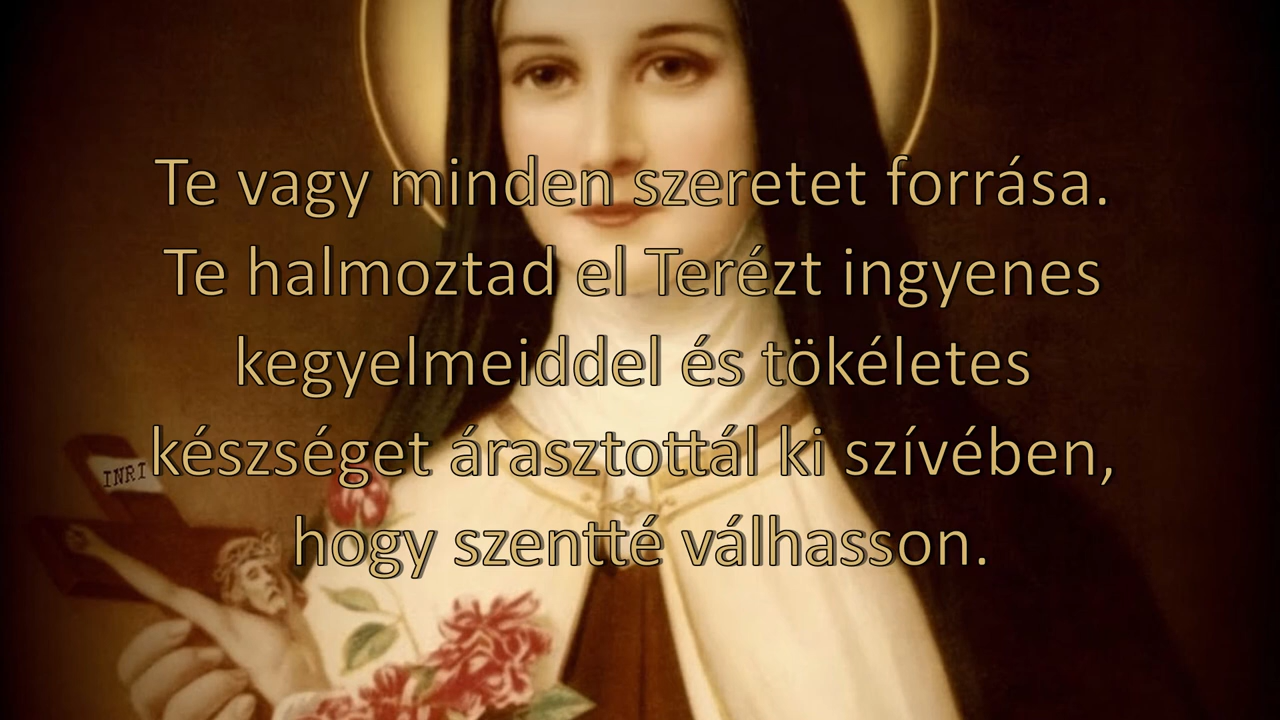 Te vagy minden szeretet forrása.
Te halmoztad el Terézt ingyenes
kegyelmeiddel és tökéletes
készséget árasztottál ki szívében,
hogy szentté válhasson.
INRI